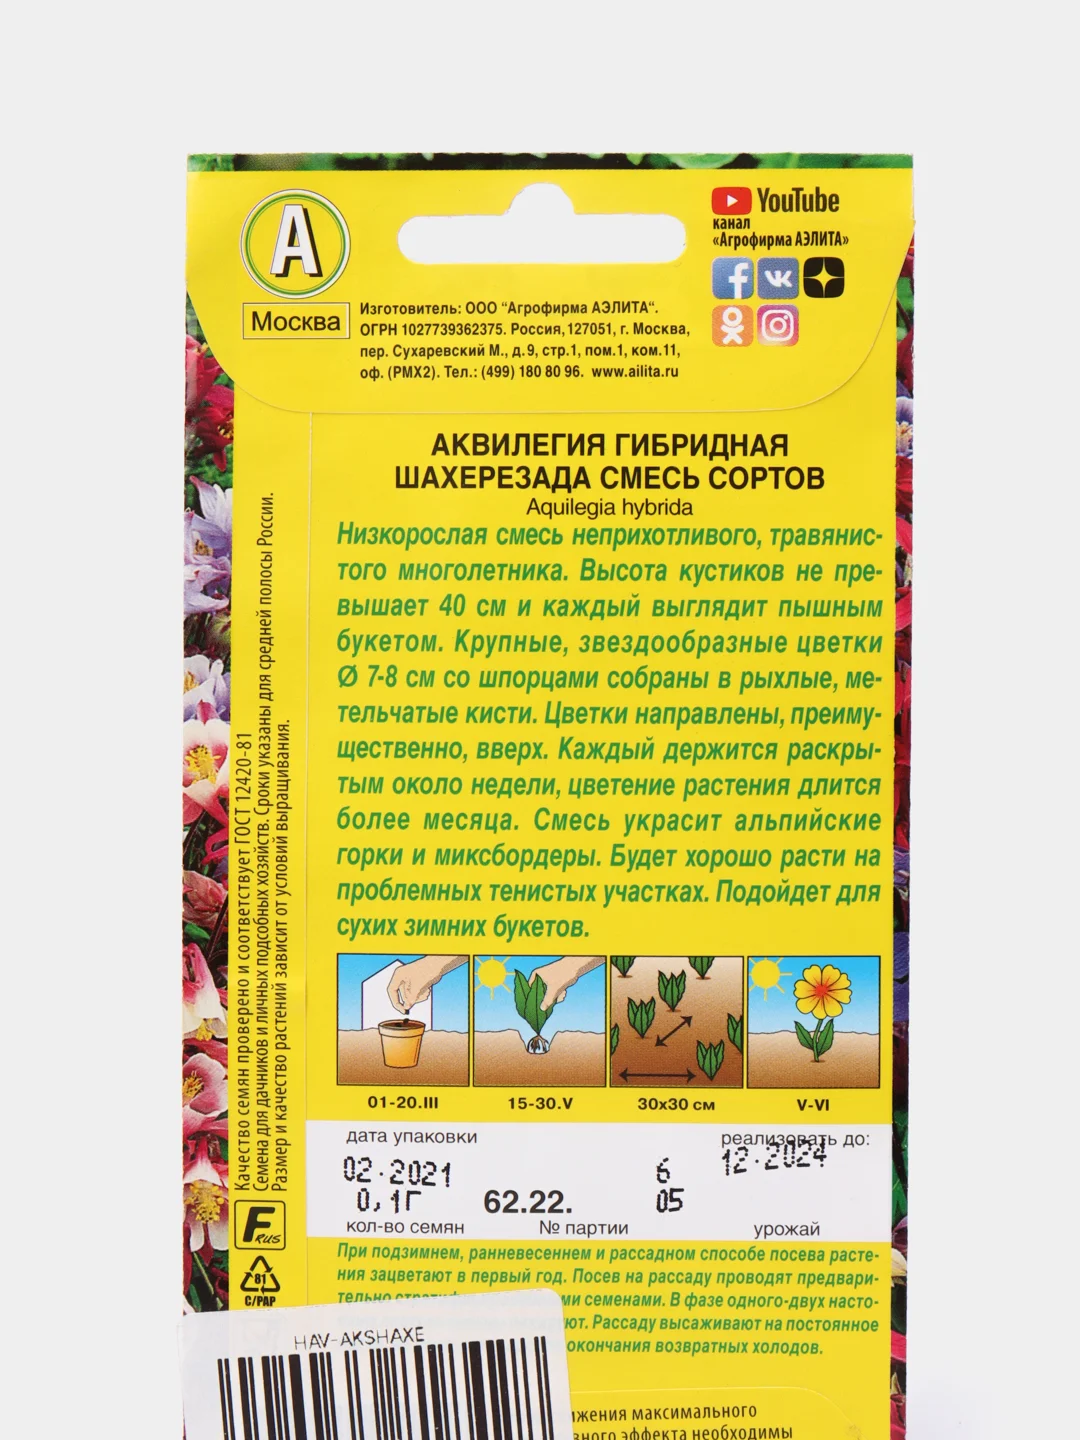 А
Москва
YouTube
канал
«Агрофирма АЭЛИТА»
Изготовитель: ООО "Агрофирма АЭЛИТА".
ОГРН 1027739362375. Россия, 127051, г. Москва,
пер. Сухаревский М., д.9, стр.1, пом.1, ком.11,
оф. (РМХ2). Тел.: (499) 180 80 96. www.ailita.ru
АКВИЛЕГИЯ ГИБРИДНАЯ
ШАХЕРЕЗАДА СМЕСЬ СОРТОВ
Aquilegia hybrida
Низкорослая смесь неприхотливого, травянис-
того многолетника. Высота кустиков не пре-
вышает 40 см и каждый выглядит пышным
букетом. Крупные, звездообразные цветки
Ø 7-8 см со шпорцами собраны в рыхлые, ме-
тельчатые кисти. Цветки направлены, преиму-
щественно, вверх. Каждый держится раскры-
тым около недели, цветение растения длится
более месяца. Смесь украсит альпийские
горки и миксбордеры. Будет хорошо расти на
проблемных тенистых участках. Подойдет для
сухих зимних букетов.
01-20.III
15-30.V
30х30 см
V-VI
дата упаковки
реализовать до:
02.2021
6
12.2024
0,1Г
62.22.
05
кол-во семян
№ партии
урожай
При подзимнем, ранневесеннем и рассадном способе посева расте-
ния зацветают в первый год. Посев на рассаду проводят предвари-
тельно ми семенами. В фазе одного-двух насто-
Рассаду высаживают на постоянное
окончания возвратных холодов.
Качество семян проверено и соответствует ГОСТ 12420-81
Семена для дачников и личных подсобных хозяйств. Сроки указаны для средней полосы России.
Размер и качество растений зависит от условий выращивания.
F RUS
81
C/PAP
HAV-AKSHAXE
максимального
эффекта необходимы